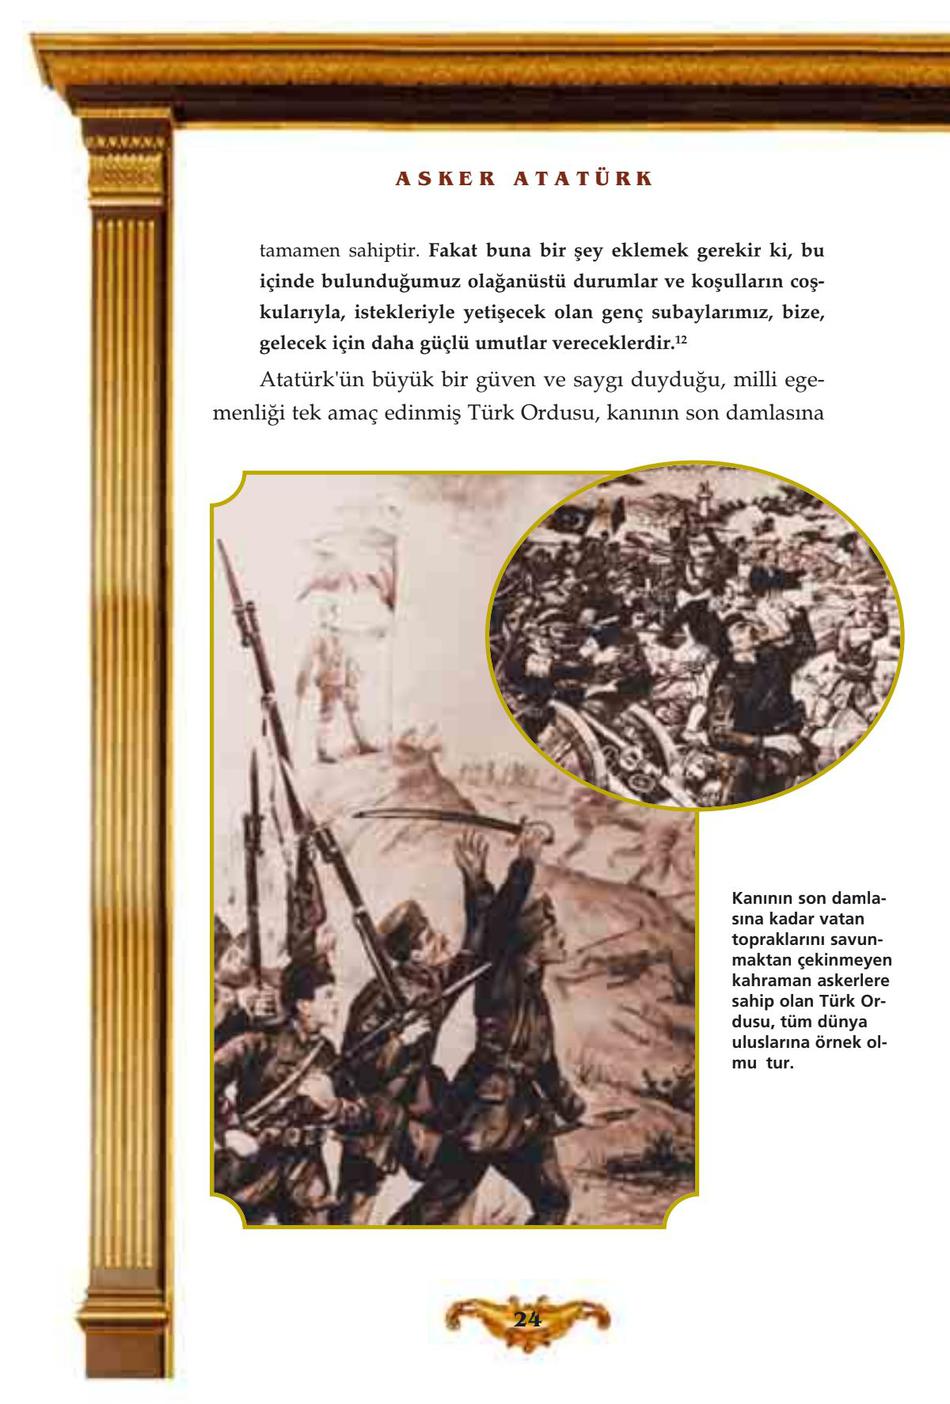 ASKER ATATÜRK
tamamen sahiptir. Fakat buna bir şey eklemek gerekir ki, bu
içinde bulunduğumuz olağanüstü durumlar ve koşulların coş-
kularıyla, istekleriyle yetişecek olan genç subaylarımız, bize,
gelecek için daha güçlü umutlar vereceklerdir.¹²
Atatürk'ün büyük bir güven ve saygı duyduğu, milli ege-
menliği tek amaç edinmiş Türk Ordusu, kanının son damlasına
Kanının son damla-
sına kadar vatan
topraklarını savun-
maktan çekinmeyen
kahraman askerlere
sahip olan Türk Or-
dusu, tüm dünya
uluslarına örnek ol-
mu tur.
24